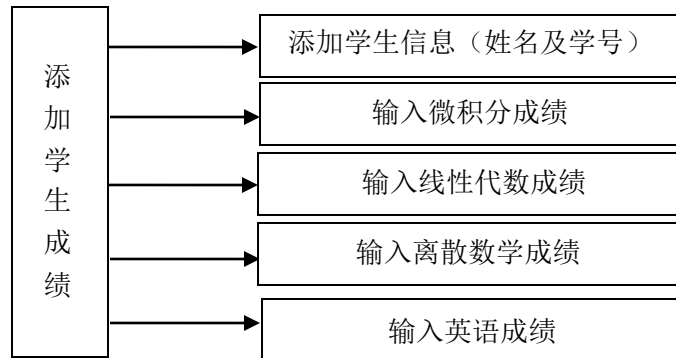 添加学生成绩
添加学生信息（姓名及学号）
输入微积分成绩
输入线性代数成绩
输入离散数学成绩
输入英语成绩